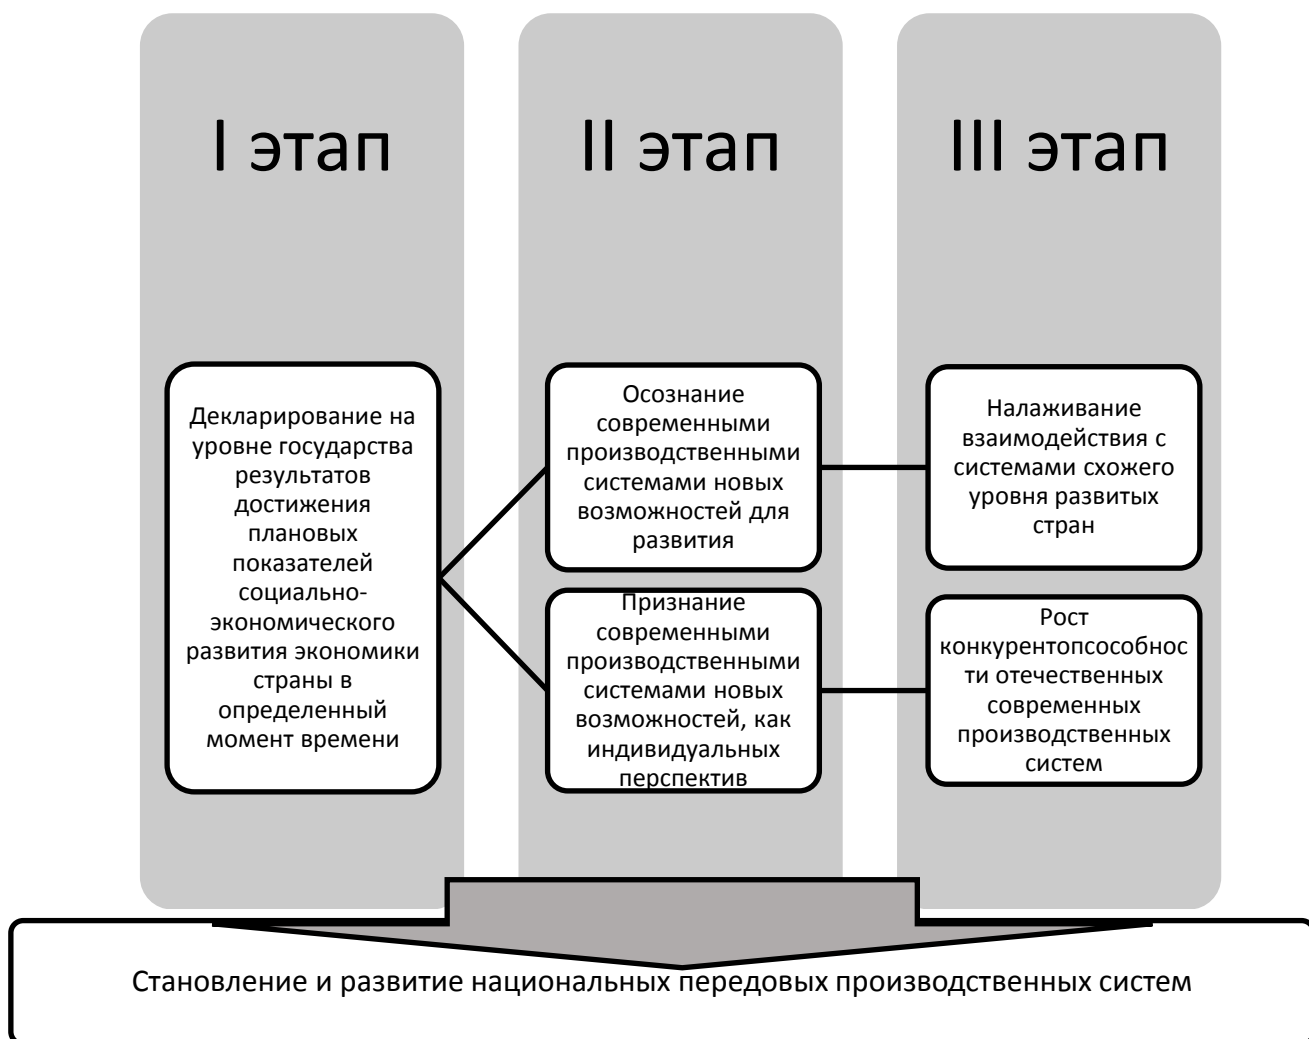 I этап
II этап
III этап
Декларирование на
уровне государства
результатов
достижения
плановых
показателей
социально-
экономического
развития экономики
страны в
определенный
момент времени
Осознание
современными
производственными
системами новых
возможностей для
развития
Признание
современными
производственными
системами новых
возможностей, как
индивидуальных
перспектив
Налаживание
взаимодействия с
системами схожего
уровня развитых
стран
Рост
конкурентопсособнос
ти отечественных
современных
производственных
систем
Становление и развитие национальных передовых производственных систем